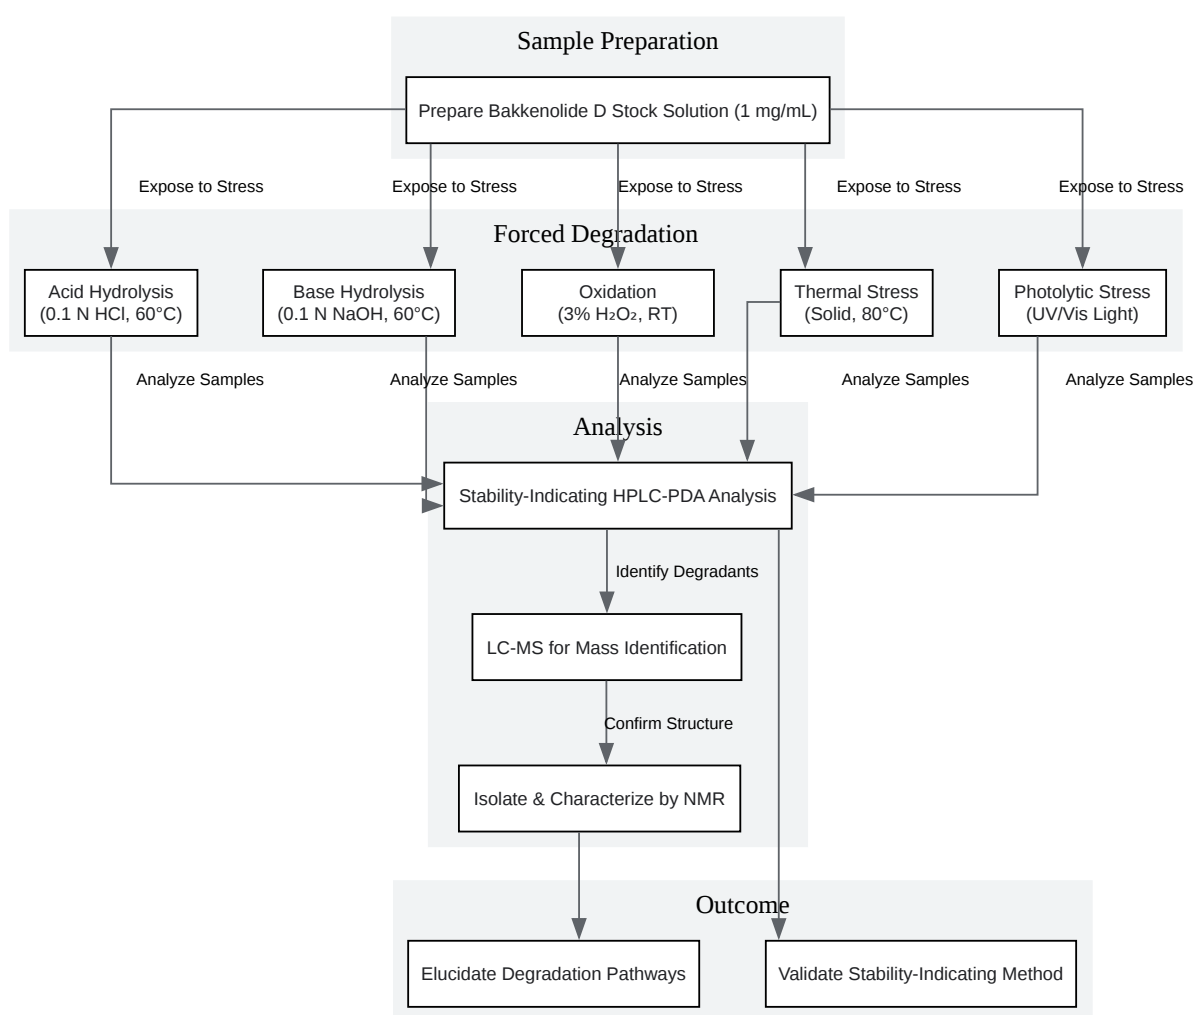 Sample Preparation
Prepare Bakkenolide D Stock Solution (1 mg/mL)
Expose to Stress
Expose to Stress
Expose to Stress
Expose to Stress
Expose to Stress
Forced Degradation
Acid Hydrolysis
(0.1 N HCl, 60°C)
Base Hydrolysis
(0.1 N NaOH, 60°C)
Oxidation
(3% H₂O₂, RT)
Thermal Stress
(Solid, 80°C)
Photolytic Stress
(UV/Vis Light)
Analyze Samples
Analyze Samples
Analyze Samples
Analyze Samples
Analyze Samples
Analysis
Stability-Indicating HPLC-PDA Analysis
Identify Degradants
LC-MS for Mass Identification
Confirm Structure
Isolate & Characterize by NMR
Outcome
Elucidate Degradation Pathways
Validate Stability-Indicating Method